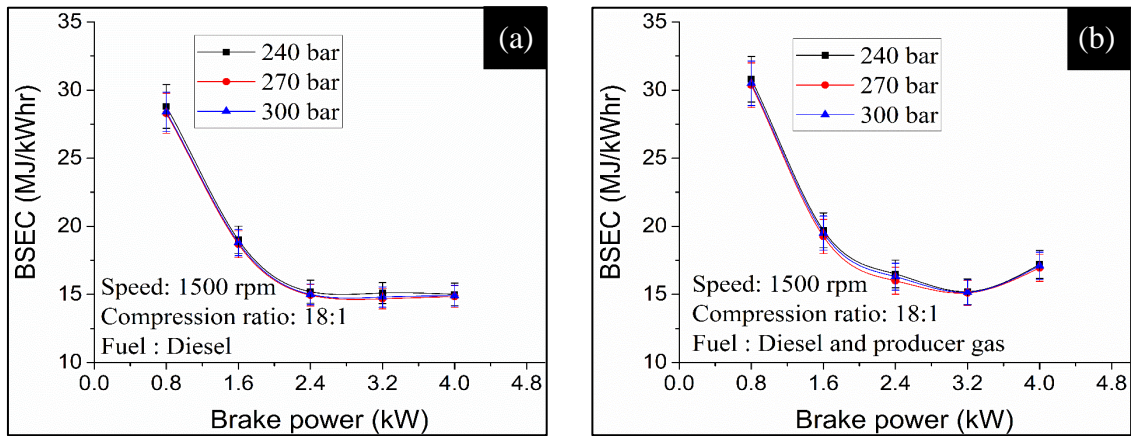 (a)
35
30
25
20
15
10
BSEC (MJ/kWhr)
240 bar
270 bar
300 bar
Speed: 1500 rpm
Compression ratio: 18:1
Fuel : Diesel
0.0 0.8 1.6 2.4 3.2 4.0 4.8
Brake power (kW)
(b)
35
30
25
20
15
10
BSEC (MJ/kWhr)
240 bar
270 bar
300 bar
Speed: 1500 rpm
Compression ratio: 18:1
Fuel : Diesel and producer gas
0.0 0.8 1.6 2.4 3.2 4.0 4.8
Brake power (kW)